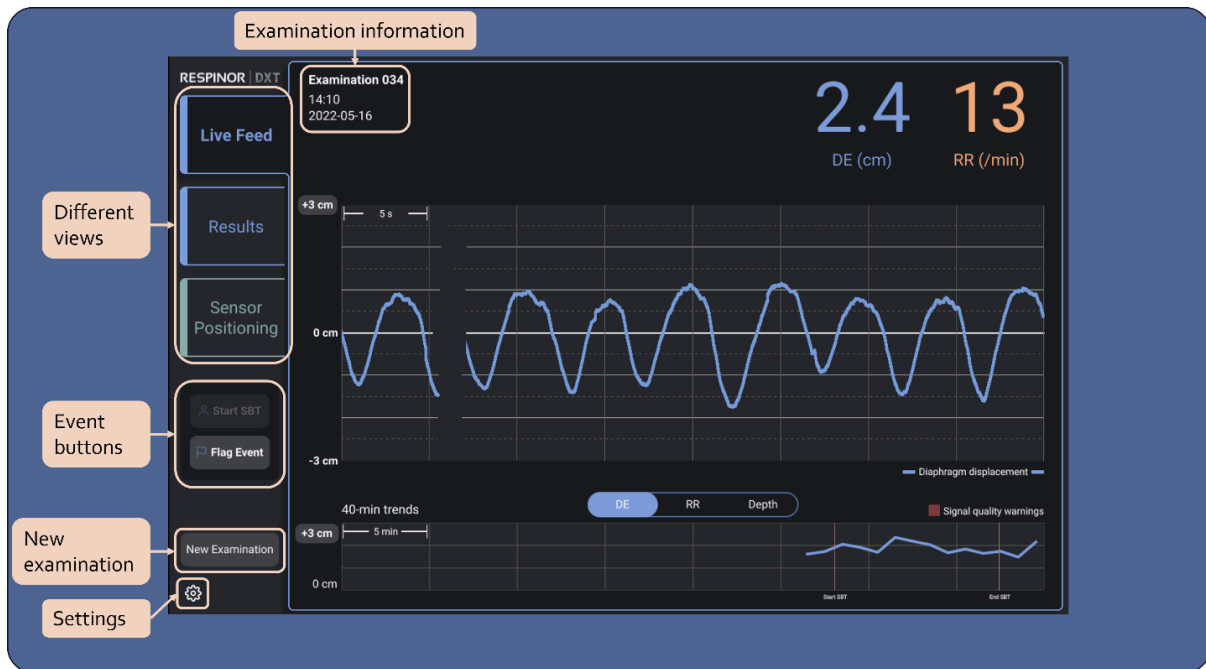 Examination information
RESPINOR | DXT
Examination 034
14:10
2022-05-16
2.4
DE (cm)
13
RR (/min)
Different
views
Live Feed
Results
Sensor
Positioning
+3 cm
5 s
0 cm
-3 cm
Diaphragm displacement
Event
buttons
Start SBT
Flag Event
40-min trends
DE
RR
Depth
Signal quality warnings
+3 cm
5 min
0 cm
Start SBT
End SBT
New
examination
New Examination
Settings